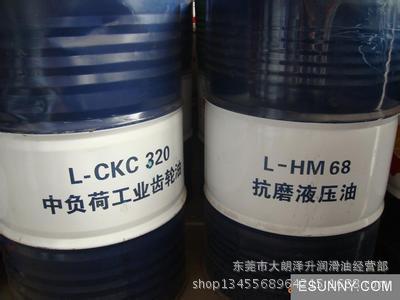 L-CKC 320
中负荷工业齿轮油
L-HM 68
抗磨液压油
东莞市大朗泽升润滑油经营部
ESUNNY.COM